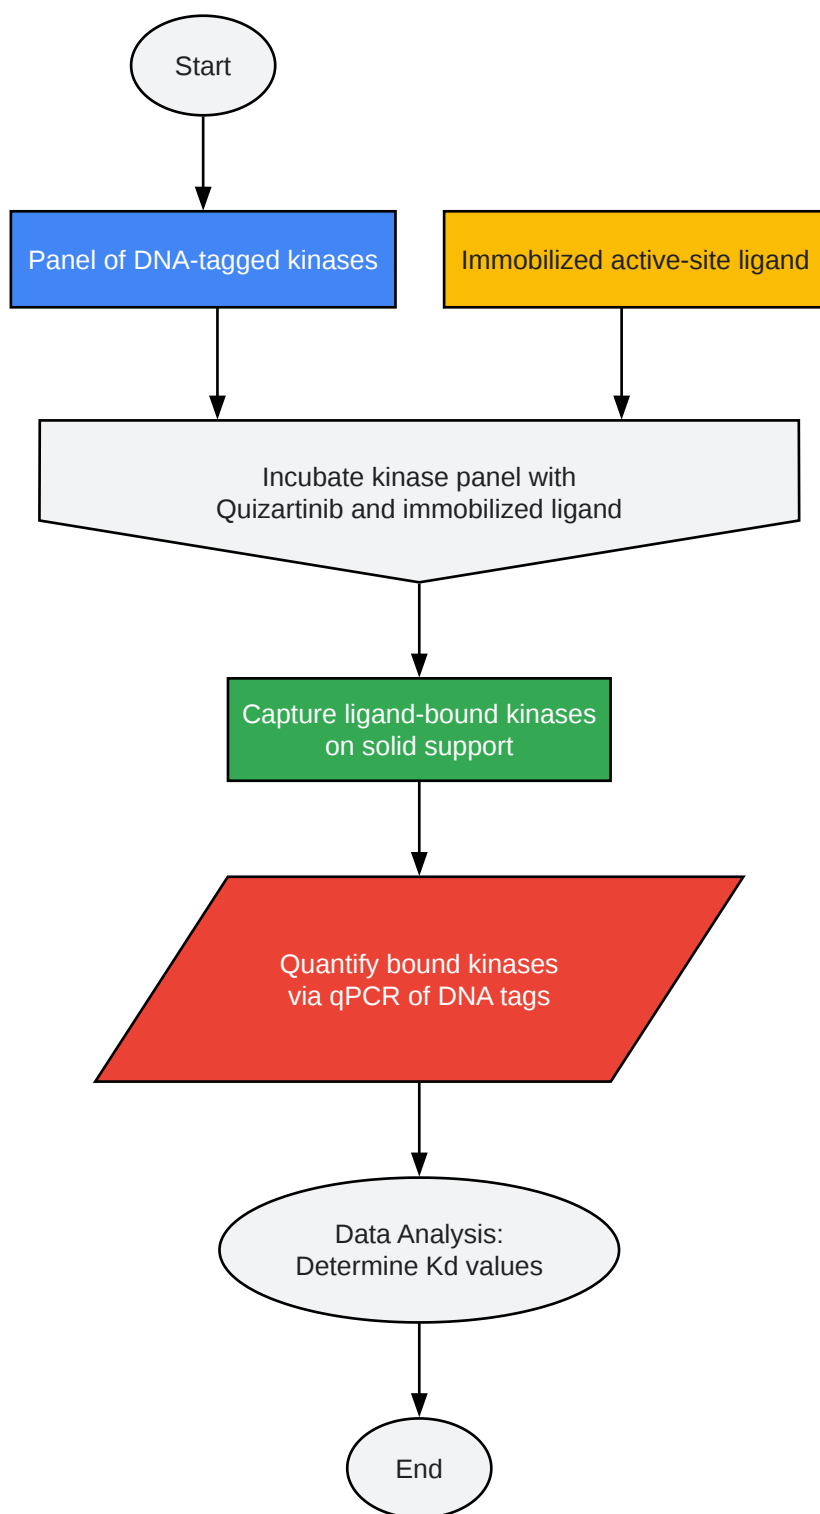 Start
Panel of DNA-tagged kinases
Immobilized active-site ligand
Incubate kinase panel with
Quizartinib and immobilized ligand
Capture ligand-bound kinases
on solid support
Quantify bound kinases
via qPCR of DNA tags
Data Analysis:
Determine Kd values
End